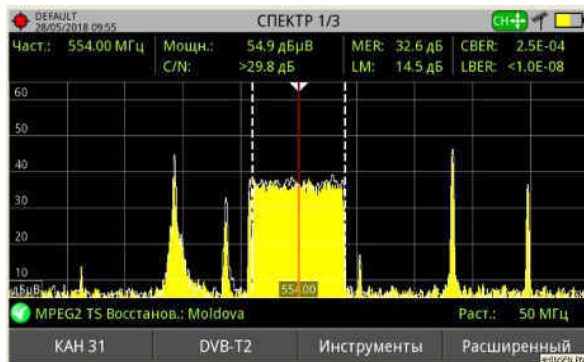 DEFAULT
28/05/2018 09:55
СПЕКТР 1/3
CH
Част.: 554.00 МГц
Мощн.: 54.9 дБµВ
MER: 32.6 дБ
CBER: 2.5E-04
C/N: >29.8 дБ
LM: 14.5 дБ
LBER: <1.0E-08
60
50
40
30
20
10
дБµВ
554.00
MPEG2 TS Восстанов.: Moldova
Раст.: 50 МГц
КАН 31
DVB-T2
Инструменты
Расширенный